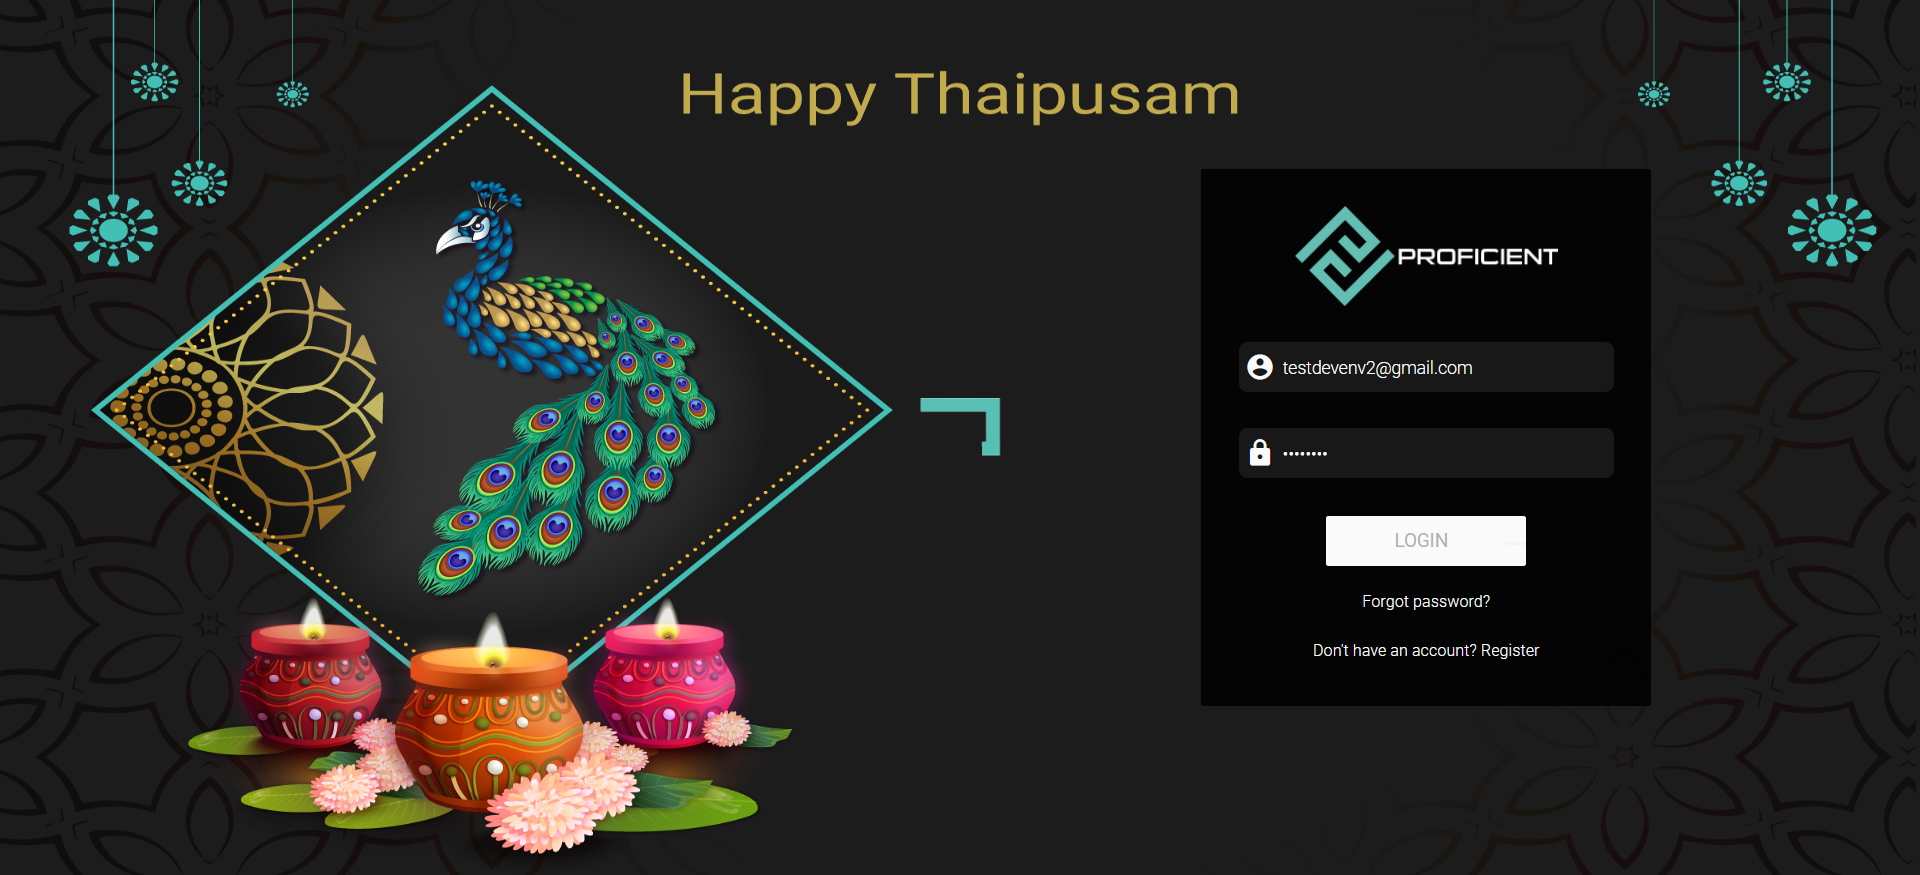 Happy Thaipusam
PROFICIENT
testdevenv2@gmail.com
••••••••
LOGIN
Forgot password?
Don't have an account? Register